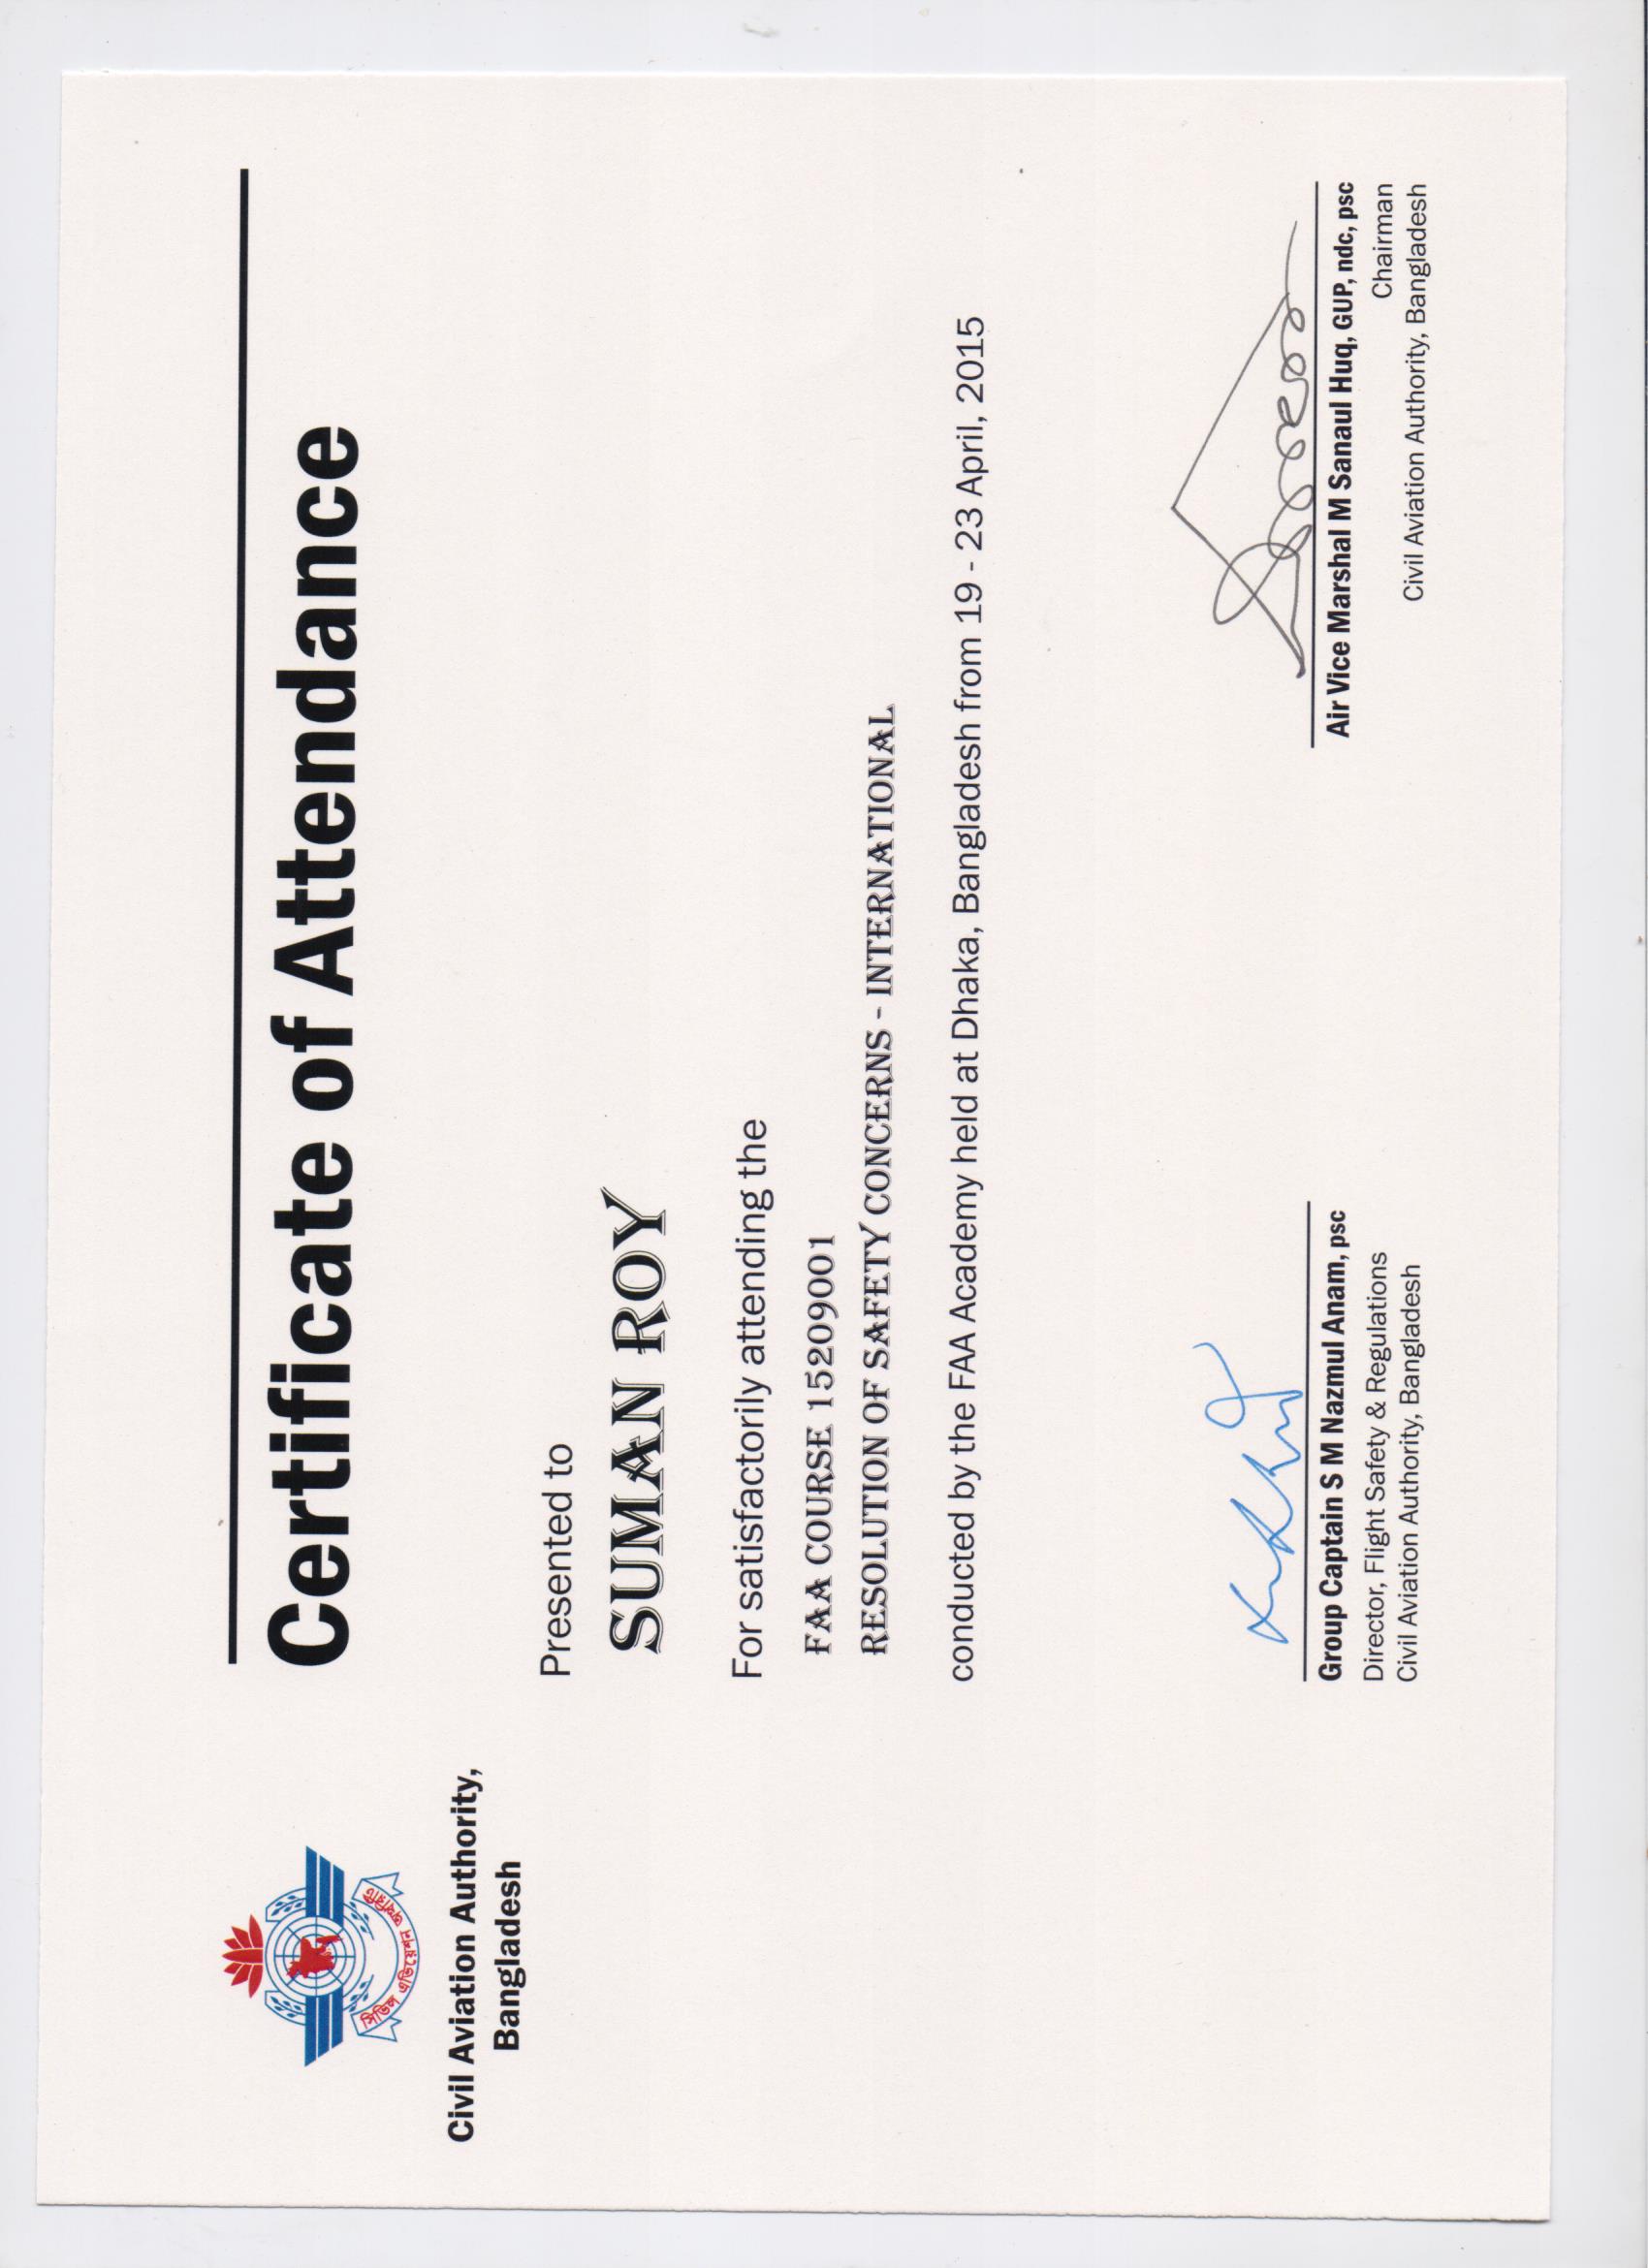 সিভিল এভিয়েশন অথরিটি
Civil Aviation Authority,
Bangladesh
Certificate of Attendance
Presented to
SUMAN ROY
For satisfactorily attending the
FAA COURSE 15209001
RESOLUTION OF SAFETY CONCERNS - INTERNATIONAL
conducted by the FAA Academy held at Dhaka, Bangladesh from 19 - 23 April, 2015
Group Captain S M Nazmul Anam, psc
Director, Flight Safety & Regulations
Civil Aviation Authority, Bangladesh
Air Vice Marshal M Sanaul Huq, GUP, ndc, psc
Chairman
Civil Aviation Authority, Bangladesh